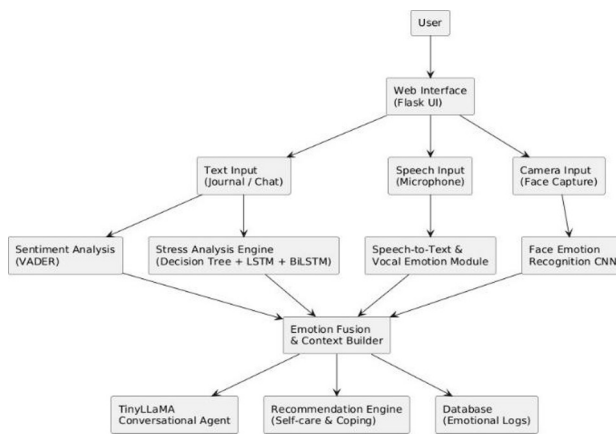 User
Web Interface
(Flask UI)
Text Input
(Journal / Chat)
Speech Input
(Microphone)
Camera Input
(Face Capture)
Sentiment Analysis
(VADER)
Stress Analysis Engine
(Decision Tree + LSTM + BiLSTM)
Speech-to-Text &
Vocal Emotion Module
Face Emotion
Recognition CNN
Emotion Fusion
& Context Builder
TinyLLaMA
Conversational Agent
Recommendation Engine
(Self-care & Coping)
Database
(Emotional Logs)